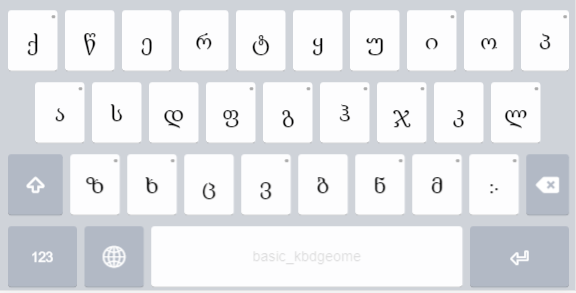 ქ წ ე რ ტ ყ უ ი ო პ
ა ს დ ფ გ ჰ ჯ კ ლ
ზ ხ ც ვ ბ ნ მ ჻
123 basic_kbdgeome